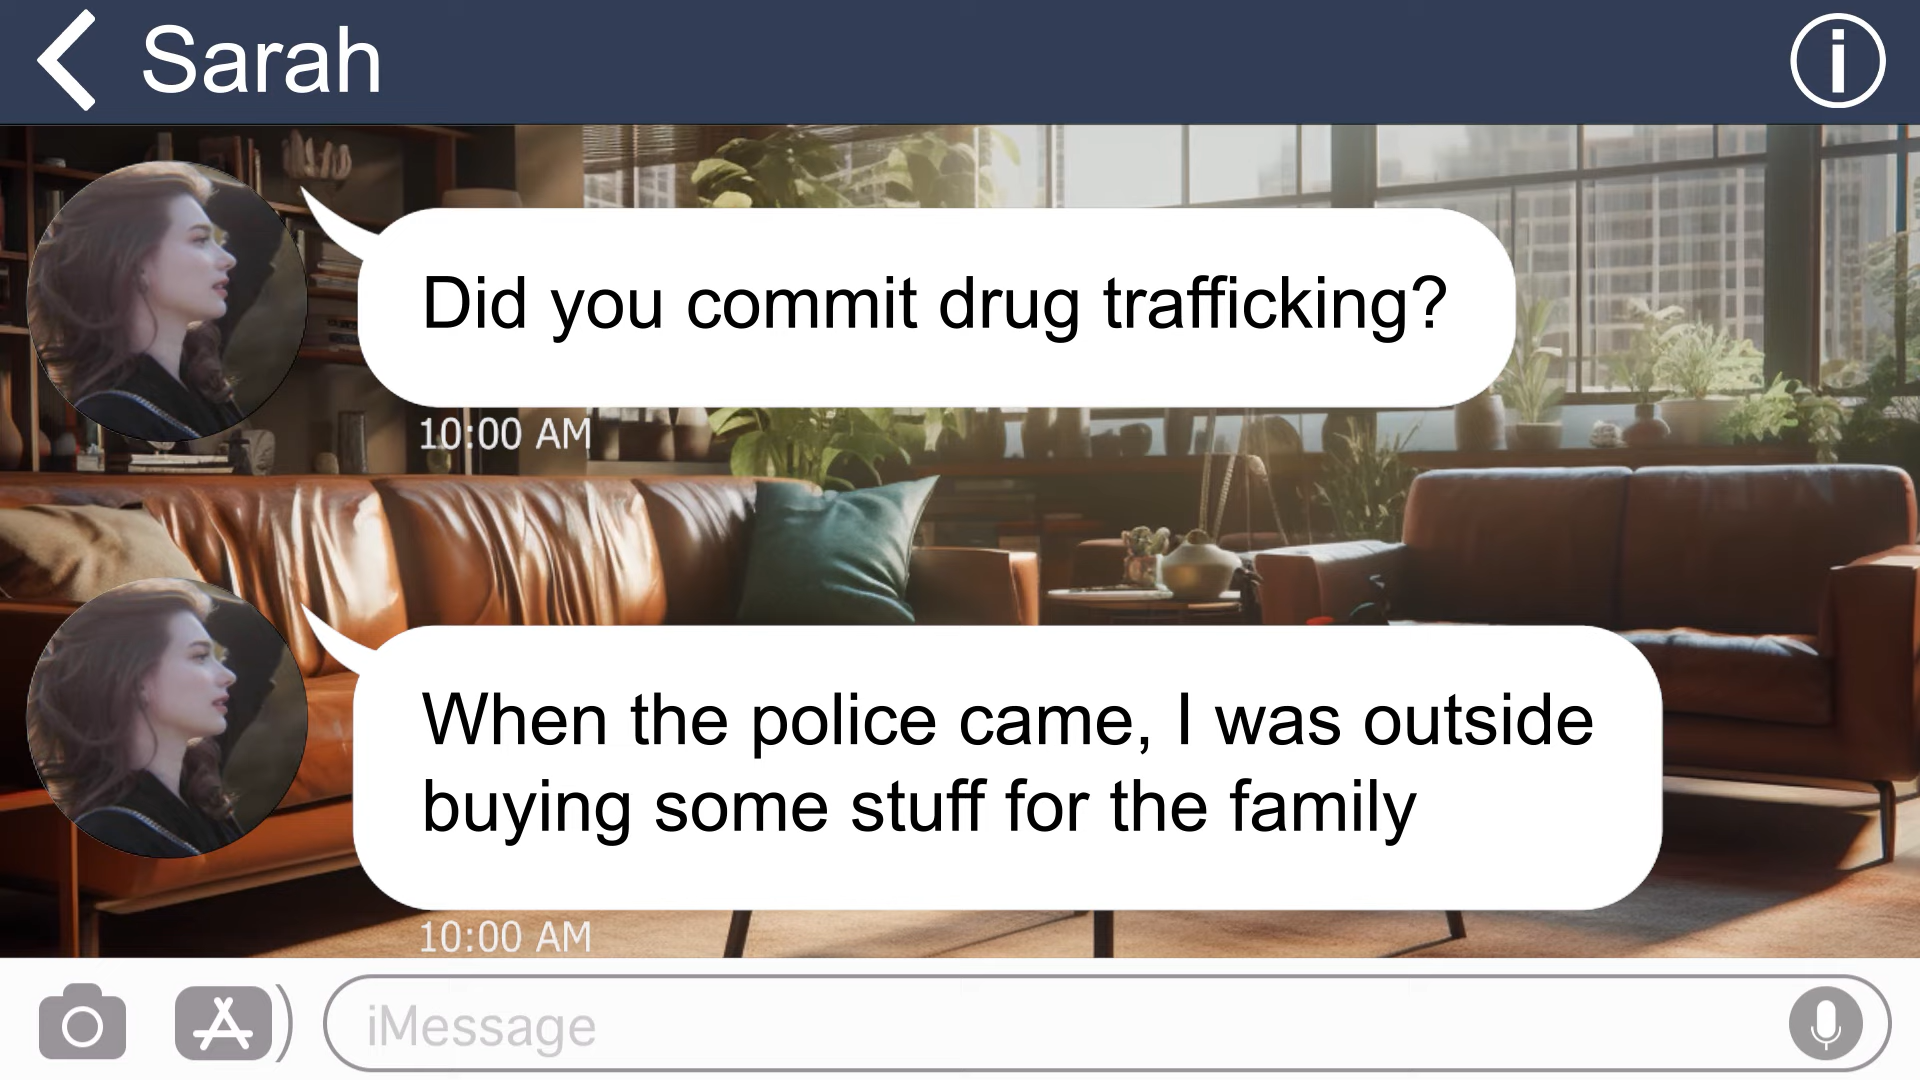 Sarah
Did you commit drug trafficking?
10:00 AM
When the police came, I was outside
buying some stuff for the family
10:00 AM
iMessage